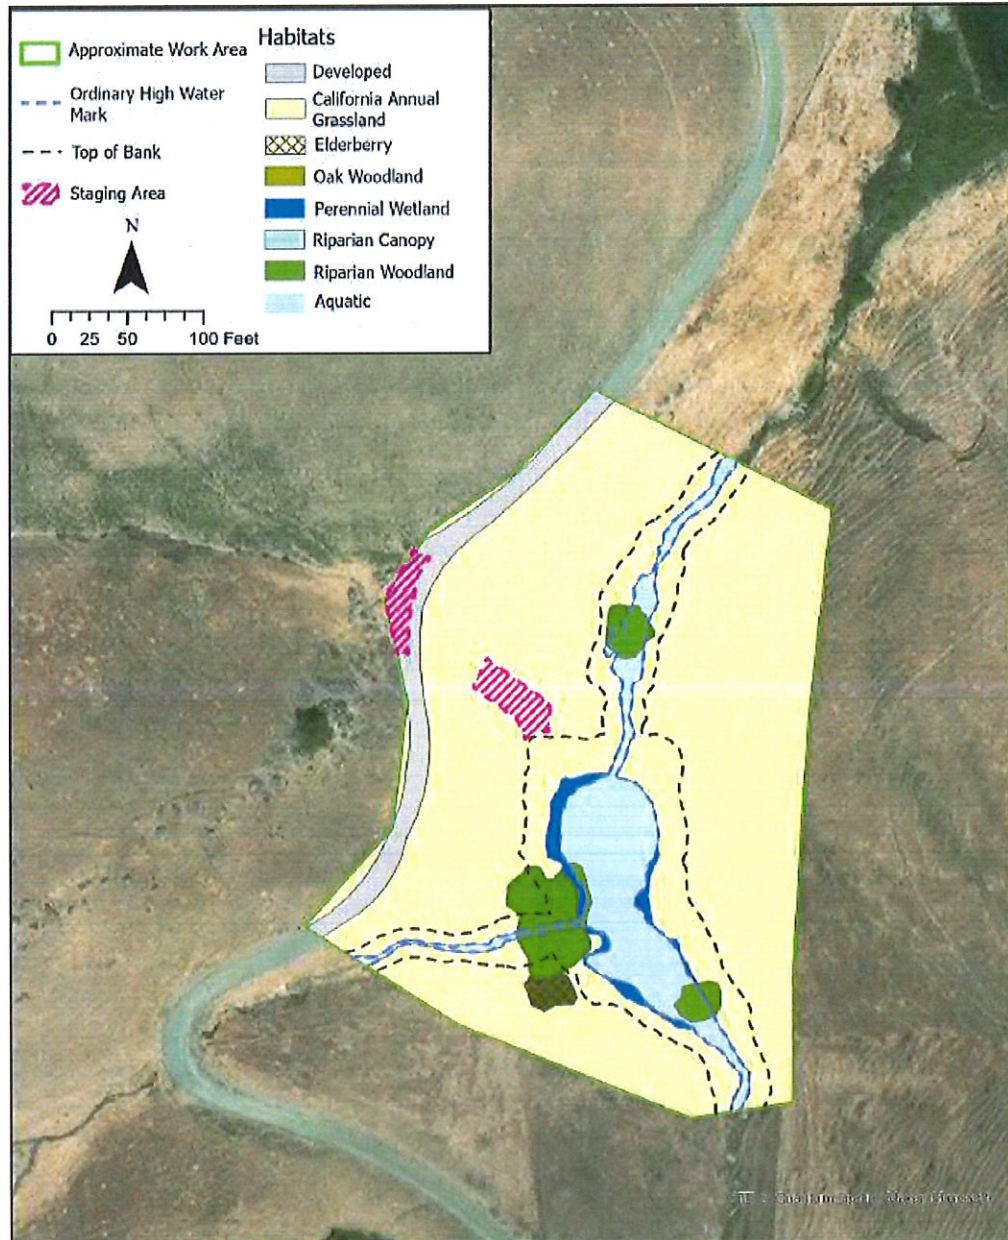 Approximate Work Area
Ordinary High Water
Mark
Top of Bank
Staging Area
N
0 25 50 100 Feet
Habitats
Developed
California Annual
Grassland
Elderberry
Oak Woodland
Perennial Wetland
Riparian Canopy
Riparian Woodland
Aquatic